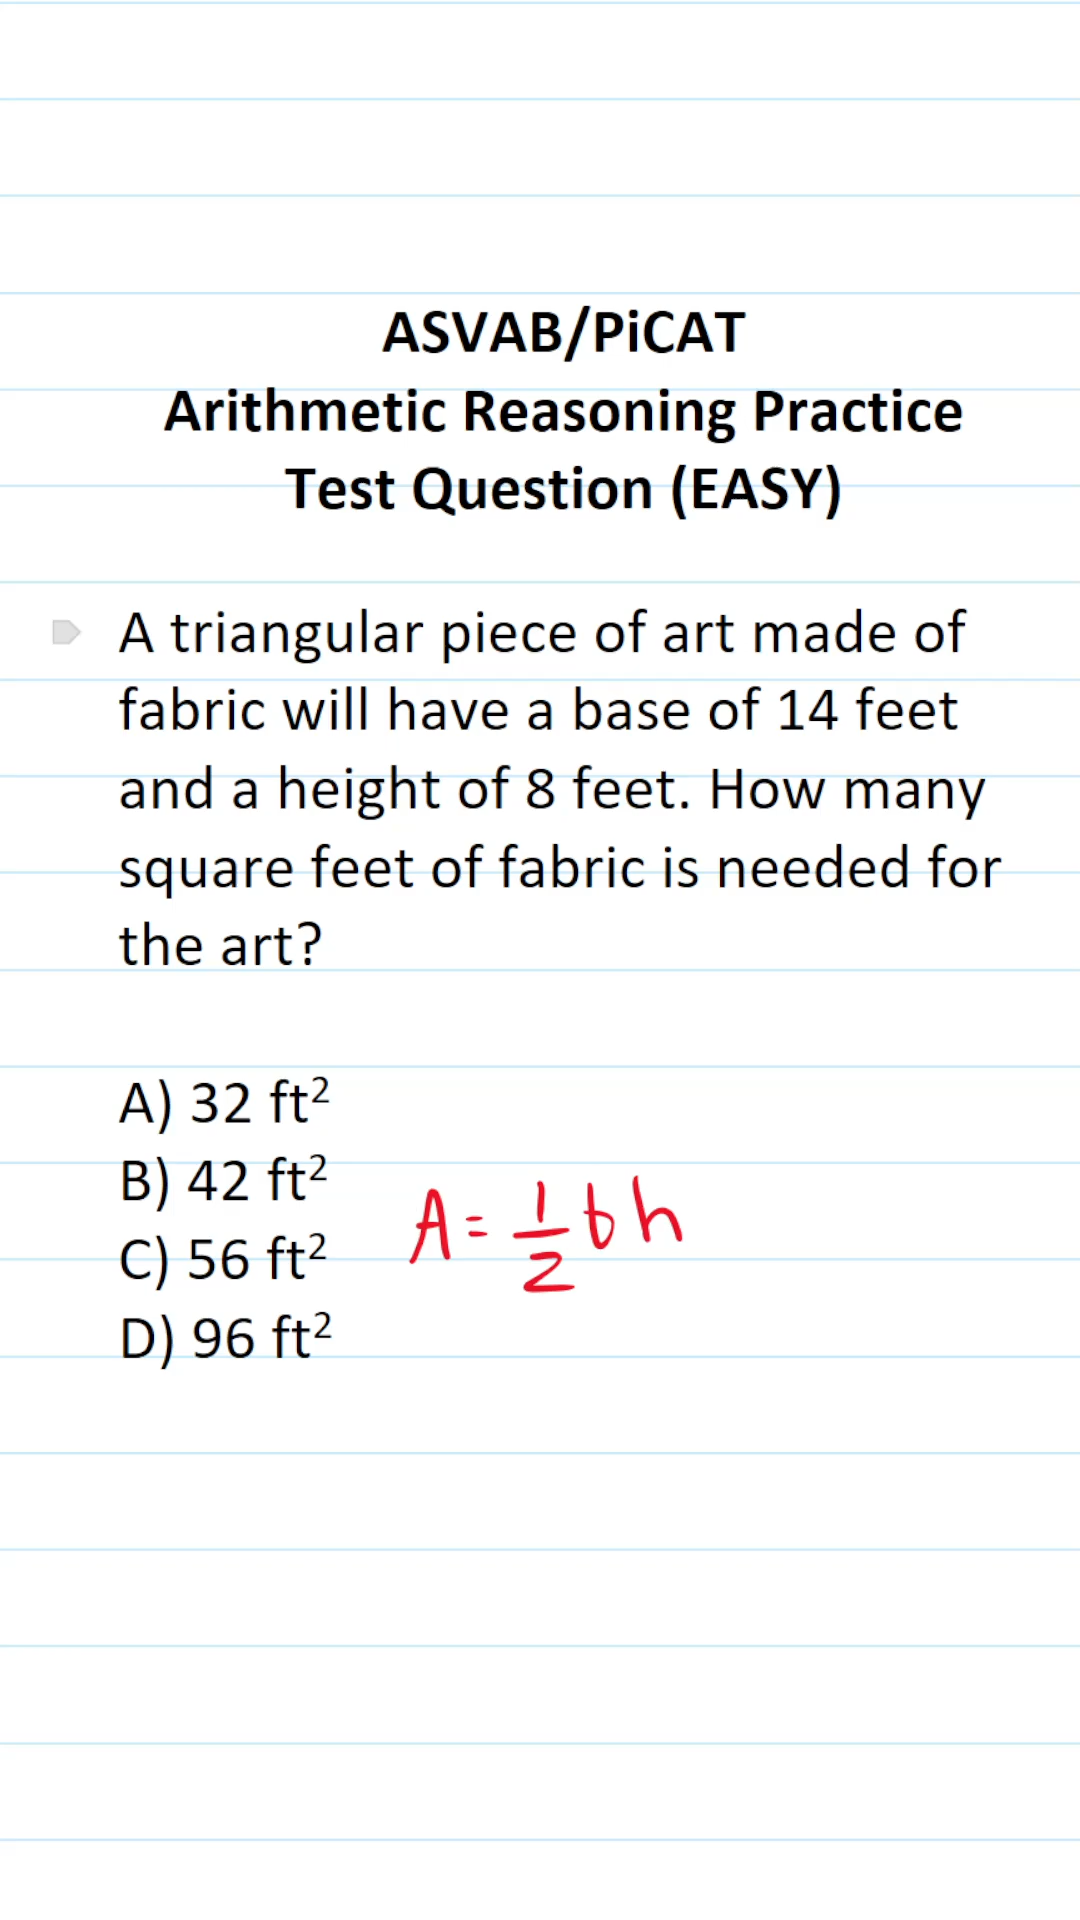 ASVAB/PiCAT
Arithmetic Reasoning Practice
Test Question (EASY)
A triangular piece of art made of
fabric will have a base of 14 feet
and a height of 8 feet. How many
square feet of fabric is needed for
the art?
A) 32 ft²
B) 42 ft²
C) 56 ft²
D) 96 ft²
A = 1/2 b h